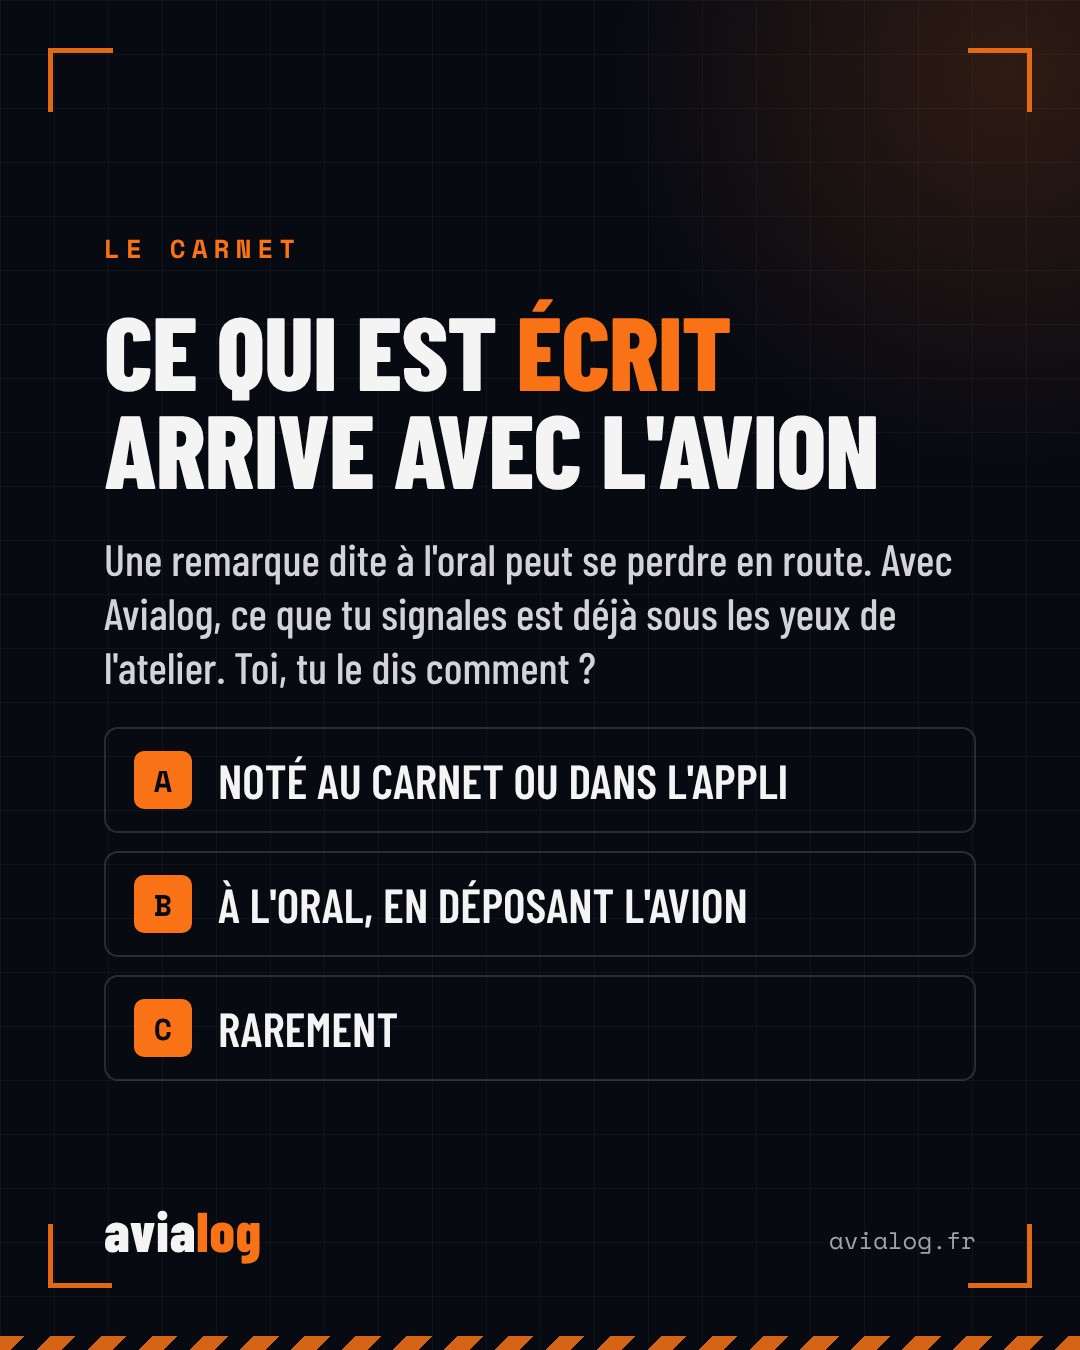 LE CARNET
CE QUI EST ÉCRIT
ARRIVE AVEC L'AVION
Une remarque dite à l'oral peut se perdre en route. Avec
Avialog, ce que tu signales est déjà sous les yeux de
l'atelier. Toi, tu le dis comment ?
A NOTÉ AU CARNET OU DANS L'APPLI
B À L'ORAL, EN DÉPOSANT L'AVION
C RAREMENT
avialog
avialog.fr